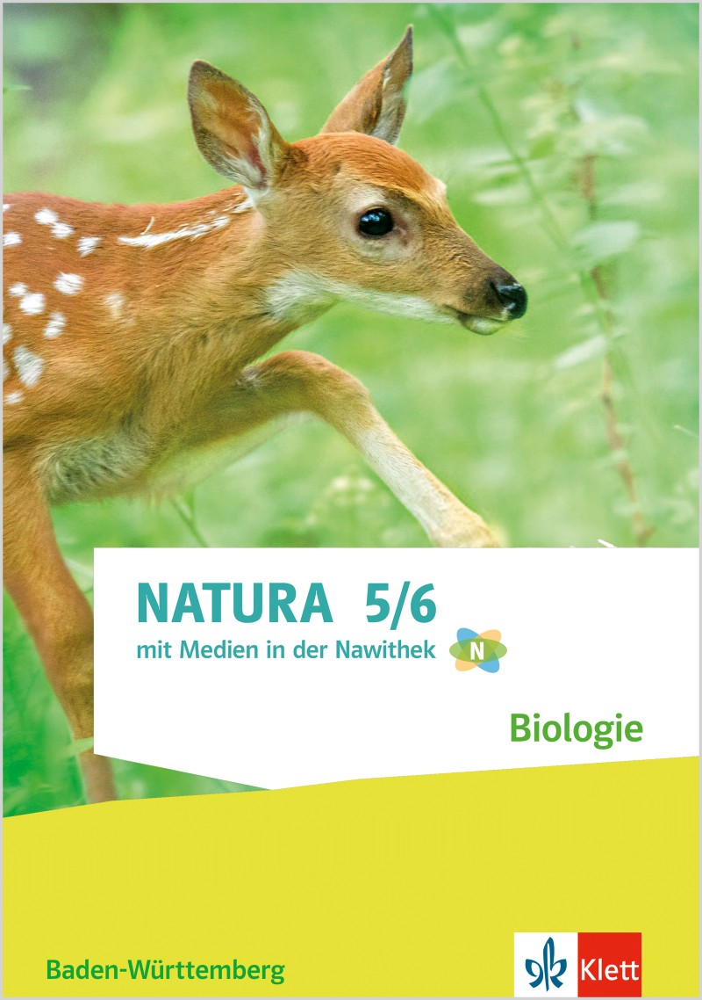 NATURA 5/6
mit Medien in der Nawithek N
Biologie
Baden-Württemberg
Klett